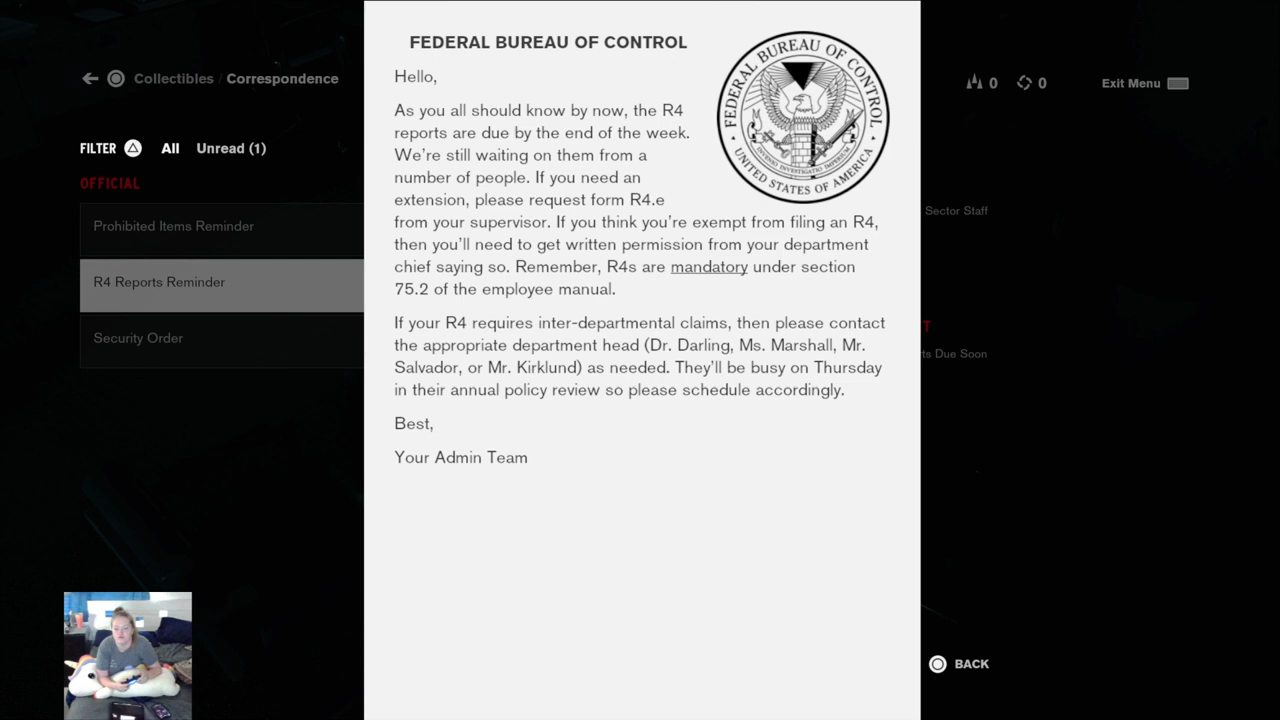 FEDERAL BUREAU OF CONTROL
Hello,
As you all should know by now, the R4
reports are due by the end of the week.
We're still waiting on them from a
number of people. If you need an
extension, please request form R4.e
from your supervisor. If you think you're exempt from filing an R4,
then you'll need to get written permission from your department
chief saying so. Remember, R4s are mandatory under section
75.2 of the employee manual.
If your R4 requires inter-departmental claims, then please contact
the appropriate department head (Dr. Darling, Ms. Marshall, Mr.
Salvador, or Mr. Kirklund) as needed. They'll be busy on Thursday
in their annual policy review so please schedule accordingly.
Best,
Your Admin Team
FEDERAL BUREAU OF CONTROL
INVENIO INVESTIGATIO IMPERIUM
UNITED STATES OF AMERICA
Collectibles / Correspondence
FILTER All Unread (1)
OFFICIAL
Prohibited Items Reminder
R4 Reports Reminder
Security Order
0 0 Exit Menu
Sector Staff
T
ts Due Soon
BACK